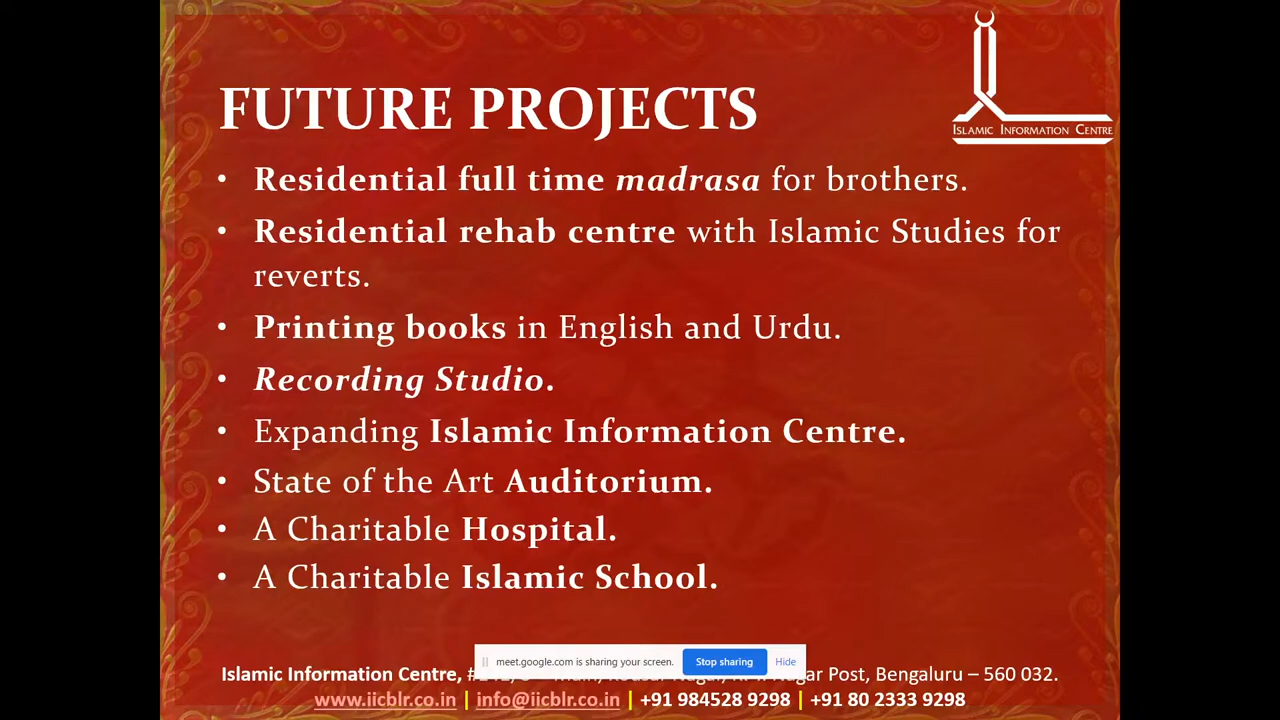 ISLAMIC INFORMATION CENTRE
FUTURE PROJECTS
• Residential full time madrasa for brothers.
• Residential rehab centre with Islamic Studies for
reverts.
• Printing books in English and Urdu.
• Recording Studio.
• Expanding Islamic Information Centre.
• State of the Art Auditorium.
• A Charitable Hospital.
• A Charitable Islamic School.
meet.google.com is sharing your screen. Stop sharing Hide
Islamic Information Centre, Nagar Post, Bengaluru – 560 032.
www.iicblr.co.in | info@iicblr.co.in | +91 984528 9298 | +91 80 2333 9298